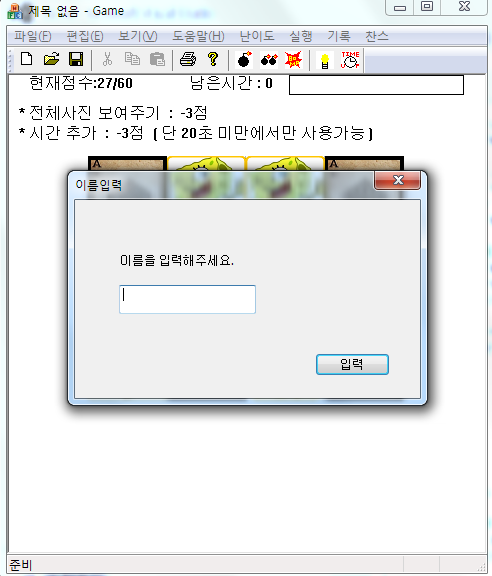 제목 없음 - Game
파일(F) 편집(E) 보기(V) 도움말(H) 난이도 실행 기록 찬스
TIME
현재점수:27/60 남은시간 : 0
* 전체사진 보여주기 : -3점
* 시간 추가 : -3점 ( 단 20초 미만에서만 사용가능 )
A A
이름입력
이름을 입력해주세요.
입력
준비